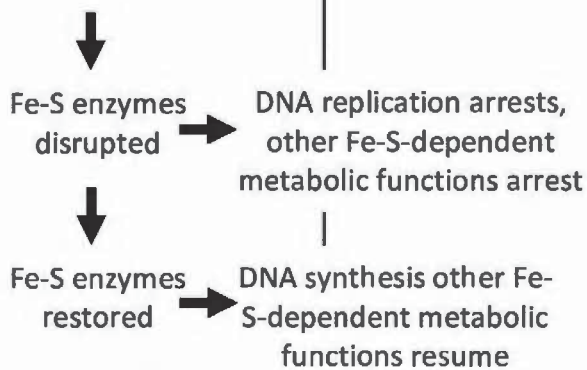 Fe-S enzymes
disrupted
DNA replication arrests,
other Fe-S-dependent
metabolic functions arrest
Fe-S enzymes
restored
DNA synthesis other Fe-
S-dependent metabolic
functions resume